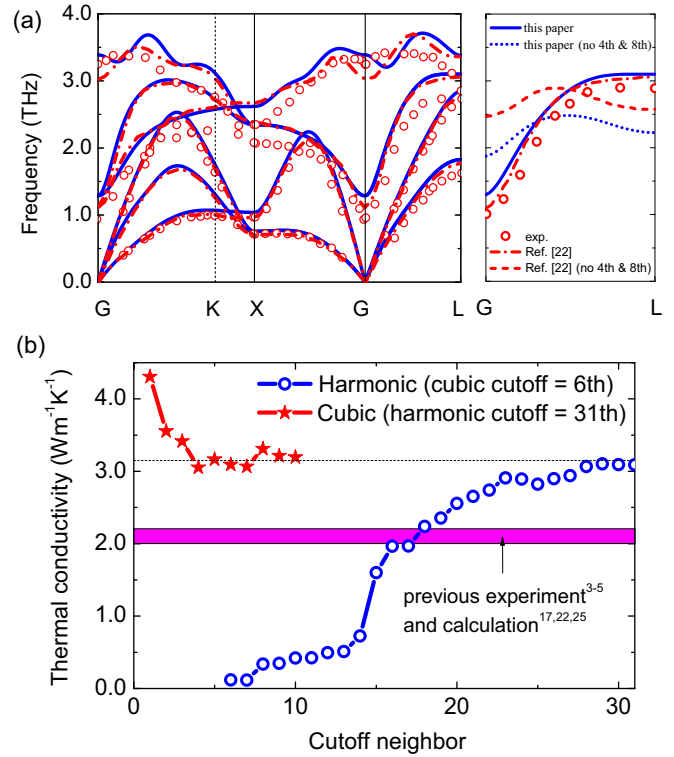 (a)
Frequency (THz)
4.0
3.0
2.0
1.0
0.0
G K X G L
this paper
this paper (no 4th & 8th)
exp.
Ref. [22]
Ref. [22] (no 4th & 8th)
G L
(b)
Thermal conductivity (Wm⁻¹K⁻¹)
4.0
3.0
2.0
1.0
0.0
Harmonic (cubic cutoff = 6th)
Cubic (harmonic cutoff = 31th)
previous experiment³⁻⁵
and calculation¹⁷,²²,²⁵
0 10 20 30
Cutoff neighbor